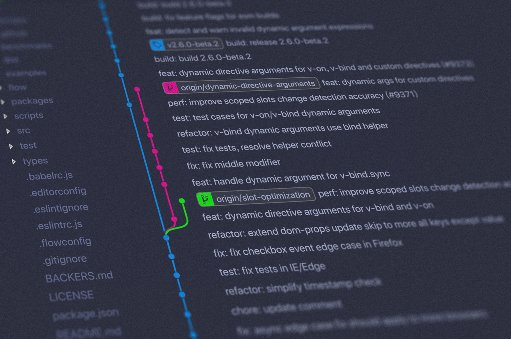 build: build 2.6.0-beta.2
build: fix feature flags for esm builds
feat: detect and warn invalid dynamic argument expressions
v2.6.0-beta.2 build: release 2.6.0-beta.2
build: build 2.6.0-beta.2
feat: dynamic directive arguments for v-on, v-bind and custom directives (#9373)
origin/dynamic-directive-arguments feat: dynamic args for custom directives
perf: improve scoped slots change detection accuracy (#9371)
test: test cases for v-on/v-bind dynamic arguments
refactor: v-bind dynamic arguments use bind helper
test: fix tests, resolve helper conflict
fix: fix middle modifier
feat: handle dynamic argument for v-bind.sync
origin/slot-optimization perf: improve scoped slots change detection
feat: dynamic directive arguments for v-bind and v-on
refactor: extend dom-props update skip to more all keys except value
fix: fix checkbox event edge case in Firefox
test: fix tests in IE/Edge
refactor: simplify timestamp check
chore: update comment
fix: async edge case fix should apply to more browsers
dist
examples
flow
packages
scripts
src
test
types
.babelrc.js
.editorconfig
.eslintignore
.eslintrc.js
.flowconfig
.gitignore
BACKERS.md
LICENSE
package.json
README.md